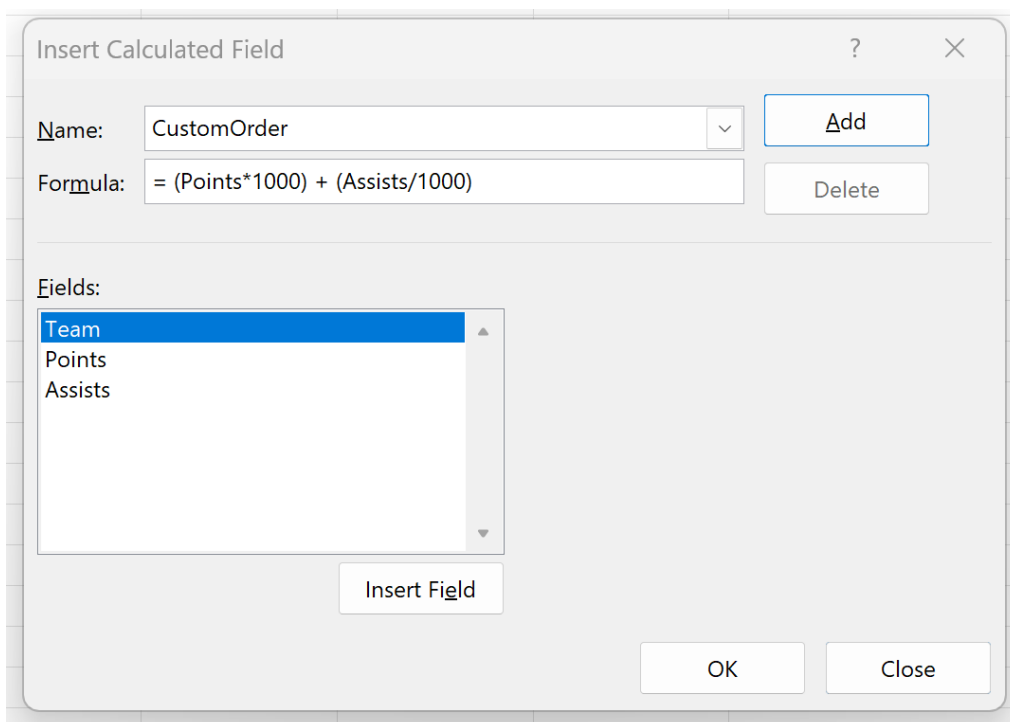 Insert Calculated Field ?
Name: CustomOrder Add
Formula: = (Points*1000) + (Assists/1000) Delete
Fields:
Team
Points
Assists
Insert Field
OK Close